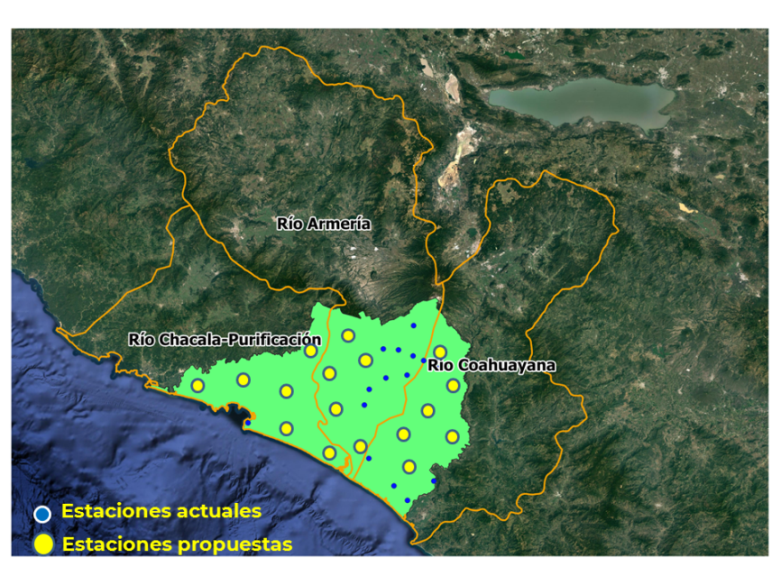 Río Armería
Río Chacala-Purificación
Río Coahuayana
Estaciones actuales
Estaciones propuestas